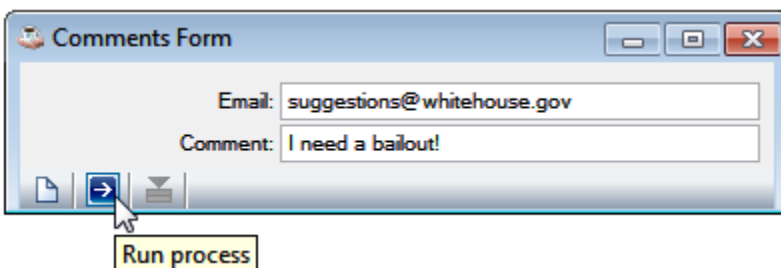 Comments Form
Email: suggestions@whitehouse.gov
Comment: I need a bailout!
Run process